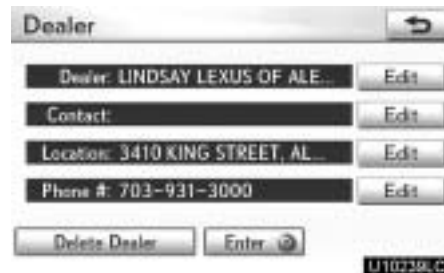 Dealer
Dealer: LINDSAY LEXUS OF ALE... Edit
Contact: Edit
Location: 3410 KING STREET, AL... Edit
Phone #: 703-931-3000 Edit
Delete Dealer Enter